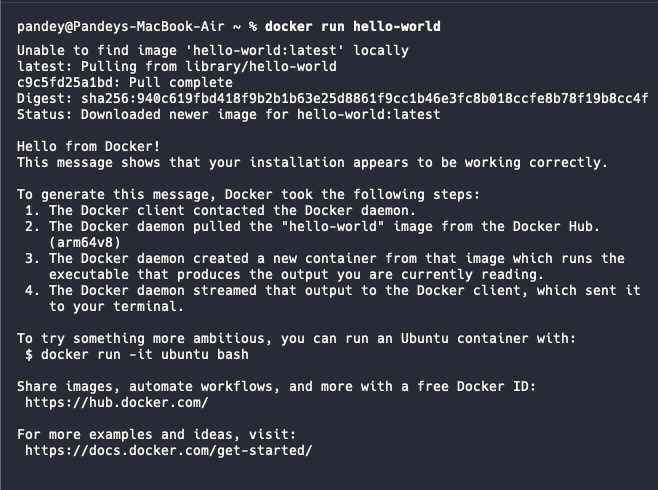 pandey@Pandeys-MacBook-Air ~ % docker run hello-world
Unable to find image 'hello-world:latest' locally
latest: Pulling from library/hello-world
c9c5fd25a1bd: Pull complete
Digest: sha256:940c619fbd418f9b2b1b63e25d8861f9cc1b46e3fc8b018ccfe8b78f19b8cc4f
Status: Downloaded newer image for hello-world:latest

Hello from Docker!
This message shows that your installation appears to be working correctly.

To generate this message, Docker took the following steps:
 1. The Docker client contacted the Docker daemon.
 2. The Docker daemon pulled the "hello-world" image from the Docker Hub.
    (arm64v8)
 3. The Docker daemon created a new container from that image which runs the
    executable that produces the output you are currently reading.
 4. The Docker daemon streamed that output to the Docker client, which sent it
    to your terminal.

To try something more ambitious, you can run an Ubuntu container with:
 $ docker run -it ubuntu bash

Share images, automate workflows, and more with a free Docker ID:
 https://hub.docker.com/

For more examples and ideas, visit:
 https://docs.docker.com/get-started/